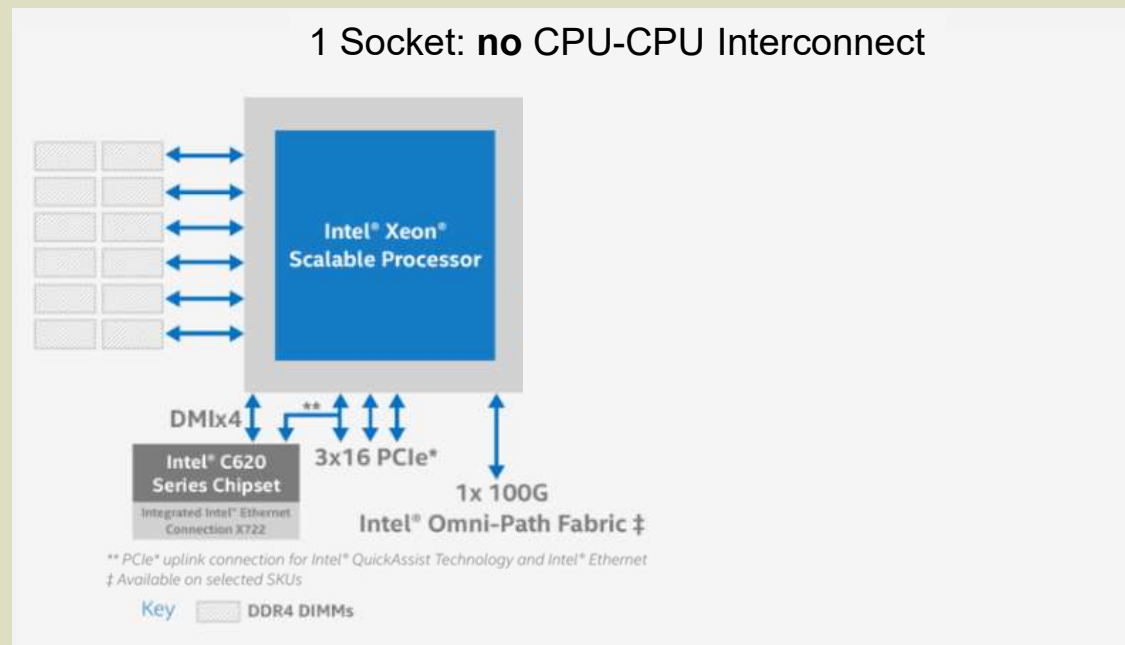 1 Socket: no CPU-CPU Interconnect
Intel® Xeon®
Scalable Processor
DMIx4
**
3x16 PCIe*
Intel® C620
Series Chipset
Integrated Intel® Ethernet
Connection X722
1x 100G
Intel® Omni-Path Fabric ‡
** PCIe* uplink connection for Intel® QuickAssist Technology and Intel® Ethernet
‡ Available on selected SKUs
Key
DDR4 DIMMs